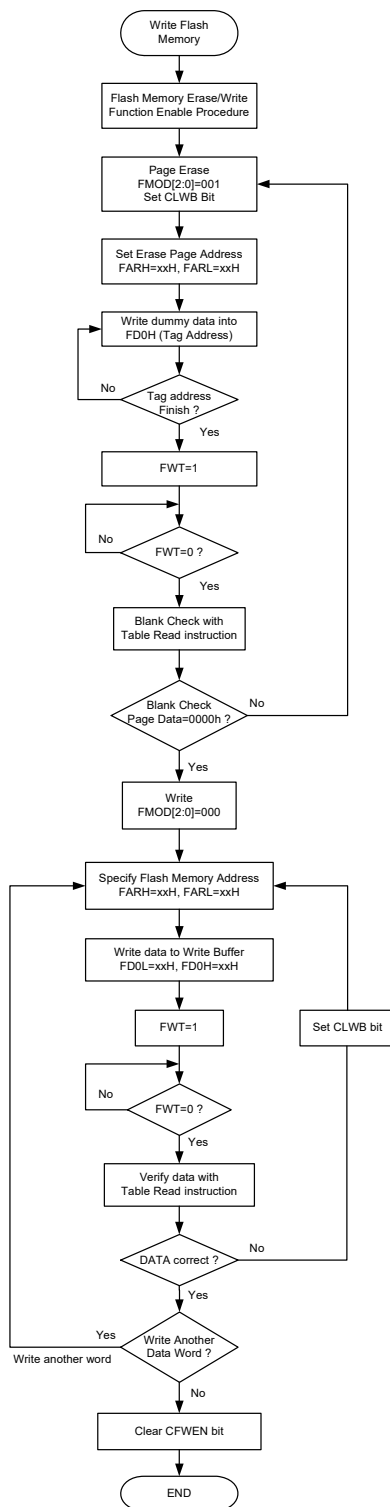 Write Flash
Memory
Flash Memory Erase/Write
Function Enable Procedure
Page Erase
FMOD[2:0]=001
Set CLWB Bit
Set Erase Page Address
FARH=xxH, FARL=xxH
Write dummy data into
FD0H (Tag Address)
No
Tag address
Finish ?
Yes
FWT=1
No
FWT=0 ?
Yes
Blank Check with
Table Read instruction
Blank Check
Page Data=0000h ?
No
Yes
Write
FMOD[2:0]=000
Specify Flash Memory Address
FARH=xxH, FARL=xxH
Write data to Write Buffer
FD0L=xxH, FD0H=xxH
FWT=1
Set CLWB bit
No
FWT=0 ?
Yes
Verify data with
Table Read instruction
DATA correct ?
No
Yes
Yes
Write another word
Write Another
Data Word ?
No
Clear CFWEN bit
END